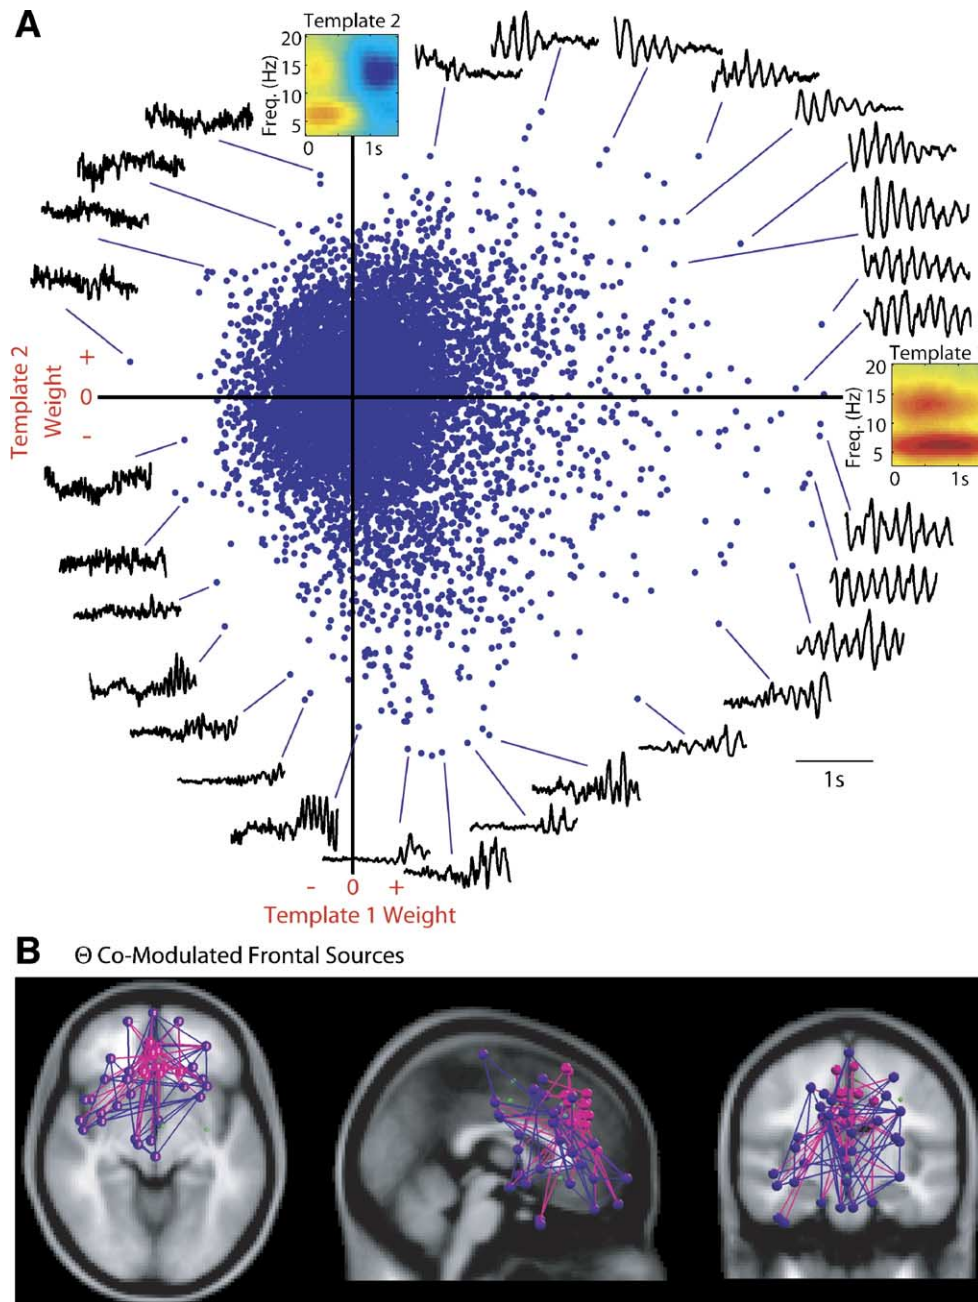 A
Template 2
20
15
10
5
Freq. (Hz)
0 1s
Template 2
Weight
+
0
-
Template
20
15
10
5
Freq. (Hz)
0 1s
1s
- 0 +
Template 1 Weight
B Θ Co-Modulated Frontal Sources